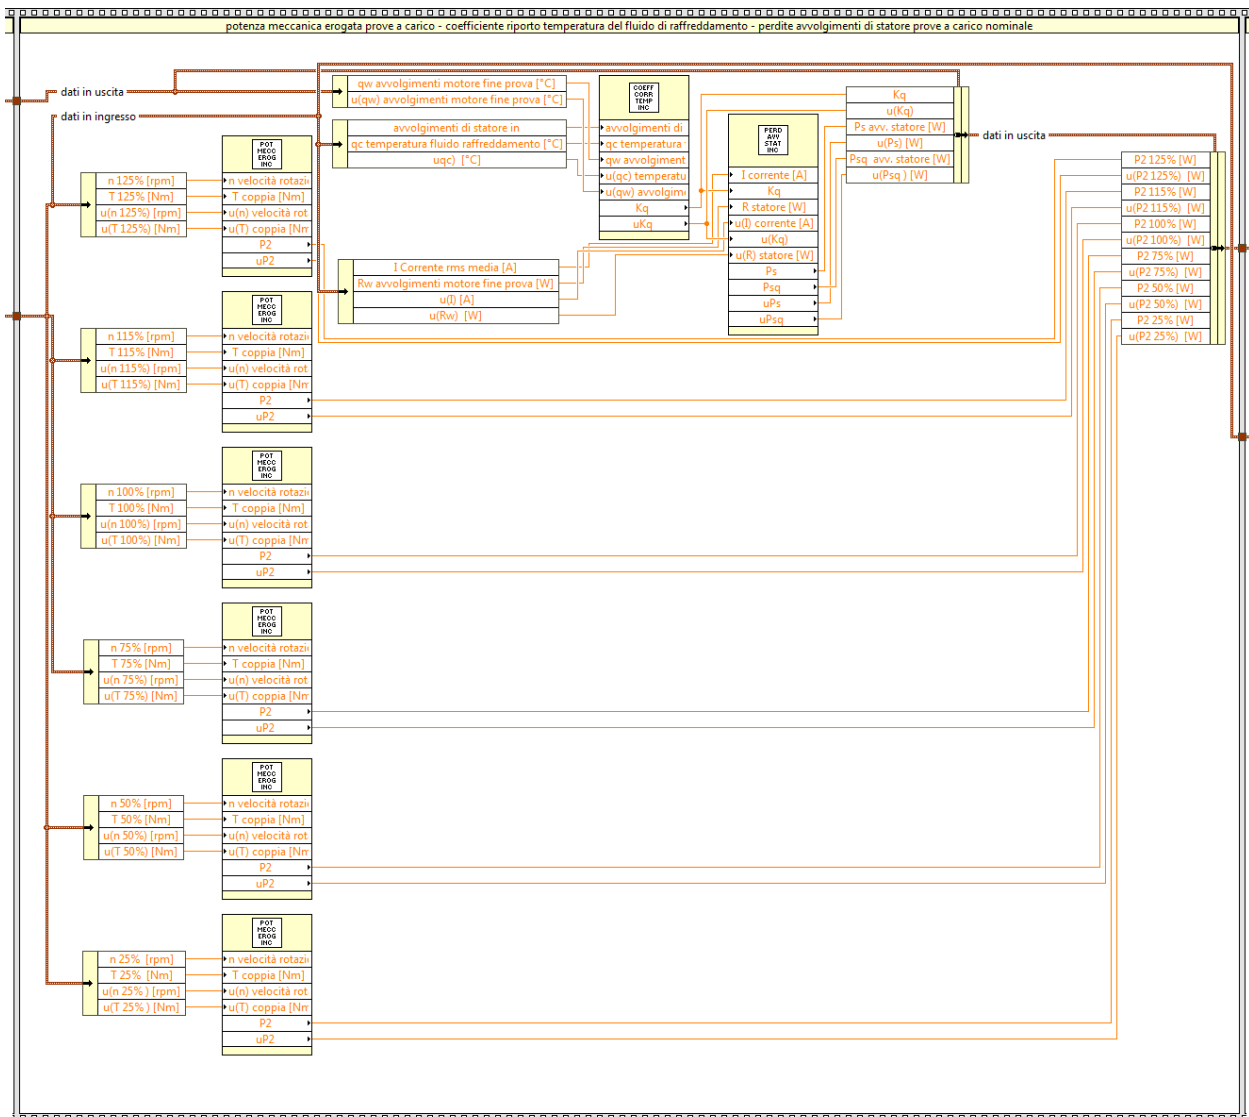 potenza meccanica erogata prove a carico - coefficiente riporto temperatura del fluido di raffreddamento - perdite avvolgimenti di statore prove a carico nominale
dati in uscita
dati in ingresso
qw avvolgimenti motore fine prova [°C]
u(qw) avvolgimenti motore fine prova [°C]
avvolgimenti di statore in
qc temperatura fluido raffreddamento [°C]
uqc) [°C]
COEFF
CORR
TEMP
INC
avvolgimenti di
qc temperatura
qw avvolgiment
u(qc) temperatu
u(qw) avvolgim
Kq
uKq
I Corrente rms media [A]
Rw avvolgimenti motore fine prova [W]
u(I) [A]
u(Rw) [W]
PERD
AVV
STAT
INC
I corrente [A]
Kq
R statore [W]
u(I) corrente [A]
u(Kq)
u(R) statore [W]
Ps
Psq
uPs
uPsq
Kq
u(Kq)
Ps avv. statore [W]
u(Ps) [W]
Psq avv. statore [W]
u(Psq ) [W]
dati in uscita
P2 125% [W]
u(P2 125%) [W]
P2 115% [W]
u(P2 115%) [W]
P2 100% [W]
u(P2 100%) [W]
P2 75% [W]
u(P2 75%) [W]
P2 50% [W]
u(P2 50%) [W]
P2 25% [W]
u(P2 25%) [W]
n 125% [rpm]
T 125% [Nm]
u(n 125%) [rpm]
u(T 125%) [Nm]
POT
MECC
EROG
INC
n velocità rotazi
T coppia [Nm]
u(n) velocità rot
u(T) coppia [Nm
P2
uP2
n 115% [rpm]
T 115% [Nm]
u(n 115%) [rpm]
u(T 115%) [Nm]
POT
MECC
EROG
INC
n velocità rotazi
T coppia [Nm]
u(n) velocità rot
u(T) coppia [Nm
P2
uP2
n 100% [rpm]
T 100% [Nm]
u(n 100%) [rpm]
u(T 100%) [Nm]
POT
MECC
EROG
INC
n velocità rotazi
T coppia [Nm]
u(n) velocità rot
u(T) coppia [Nm
P2
uP2
n 75% [rpm]
T 75% [Nm]
u(n 75%) [rpm]
u(T 75%) [Nm]
POT
MECC
EROG
INC
n velocità rotazi
T coppia [Nm]
u(n) velocità rot
u(T) coppia [Nm
P2
uP2
n 50% [rpm]
T 50% [Nm]
u(n 50%) [rpm]
u(T 50%) [Nm]
POT
MECC
EROG
INC
n velocità rotazi
T coppia [Nm]
u(n) velocità rot
u(T) coppia [Nm
P2
uP2
n 25% [rpm]
T 25% [Nm]
u(n 25% ) [rpm]
u(T 25% ) [Nm]
POT
MECC
EROG
INC
n velocità rotazi
T coppia [Nm]
u(n) velocità rot
u(T) coppia [Nm
P2
uP2